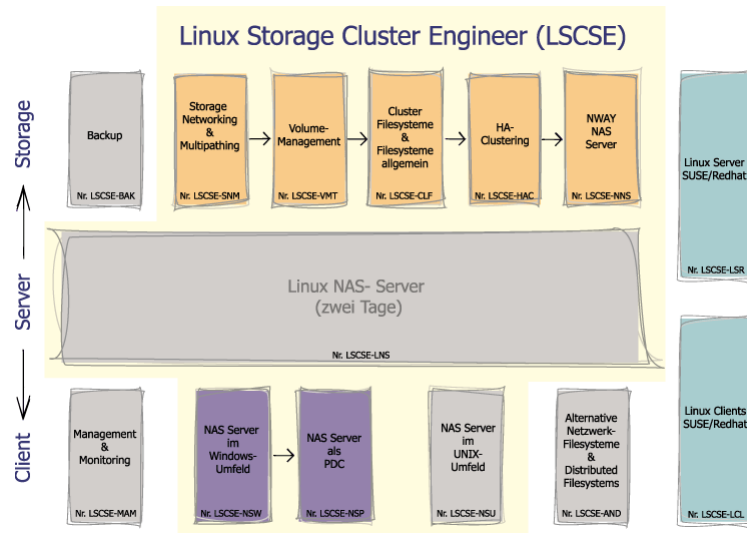 Linux Storage Cluster Engineer (LSCSE)
Storage
Server
Client
Backup
Nr. LSCSE-BAK
Storage
Networking
&
Multipathing
Nr. LSCSE-SNM
Volume-
Management
Nr. LSCSE-VMT
Cluster
Filesysteme
&
Filesysteme
allgemein
Nr. LSCSE-CLF
HA-
Clustering
Nr. LSCSE-HAC
NWAY
NAS
Server
Nr. LSCSE-NNS
Linux Server
SUSE/Redhat
Nr. LSCSE-LSR
Linux NAS- Server
(zwei Tage)
Nr. LSCSE-LNS
Management
&
Monitoring
Nr. LSCSE-MAM
NAS Server
im
Windows-
Umfeld
Nr. LSCSE-NSW
NAS Server
als
PDC
Nr. LSCSE-NSP
NAS Server
im
UNIX-
Umfeld
Nr. LSCSE-NSU
Alternative
Netzwerk-
Filesysteme
&
Distributed
Filesystems
Nr. LSCSE-AND
Linux Clients
SUSE/Redhat
Nr. LSCSE-LCL